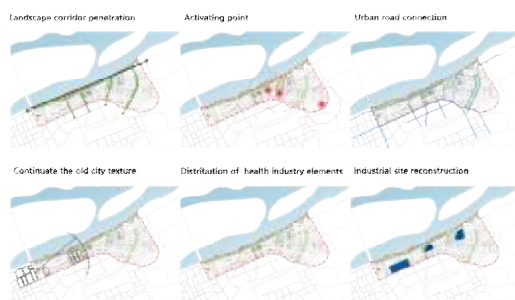 Landscape corridor penetration
Activating point
Urban road connection
Continuate the old city texture
Distribution of health industry elements
Industrial site reconstruction